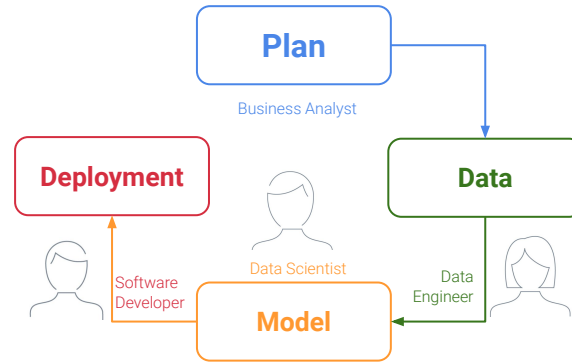 Plan
Business Analyst
Deployment
Data
Data Scientist
Software
Developer
Data
Engineer
Model